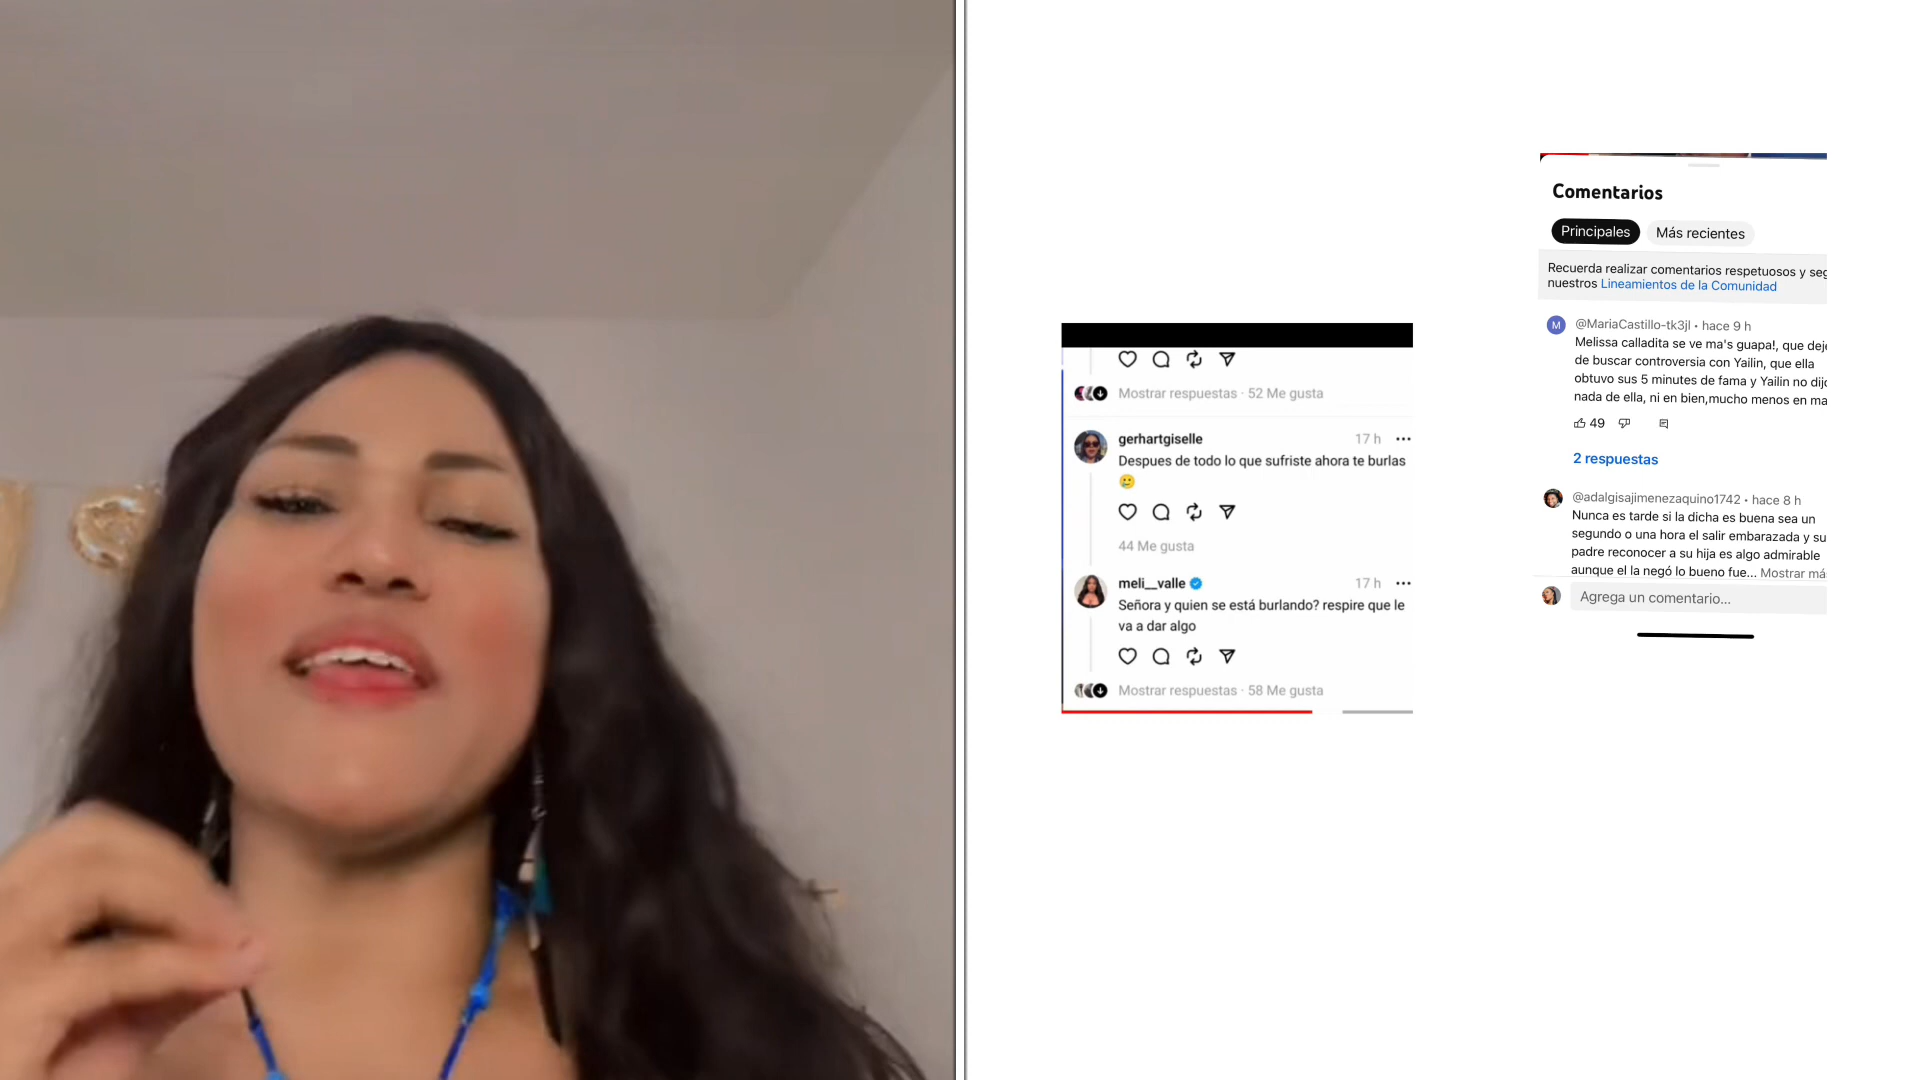 Mostrar respuestas · 52 Me gusta
gerhartgiselle 17 h
Despues de todo lo que sufriste ahora te burlas
🥲
44 Me gusta
meli__valle 17 h
Señora y quien se está burlando? respire que le
va a dar algo
Mostrar respuestas · 58 Me gusta
Comentarios
Principales Más recientes
Recuerda realizar comentarios respetuosos y seg
nuestros Lineamientos de la Comunidad
M @MariaCastillo-tk3jl • hace 9 h
Melissa calladita se ve ma's guapa!, que deje
de buscar controversia con Yailin, que ella
obtuvo sus 5 minutos de fama y Yailin no dijo
nada de ella, ni en bien,mucho menos en ma
49
2 respuestas
@adalgisajimenezaquino1742 • hace 8 h
Nunca es tarde si la dicha es buena sea un
segundo o una hora el salir embarazada y su
padre reconocer a su hija es algo admirable
aunque el la negó lo bueno fue... Mostrar má
Agrega un comentario...